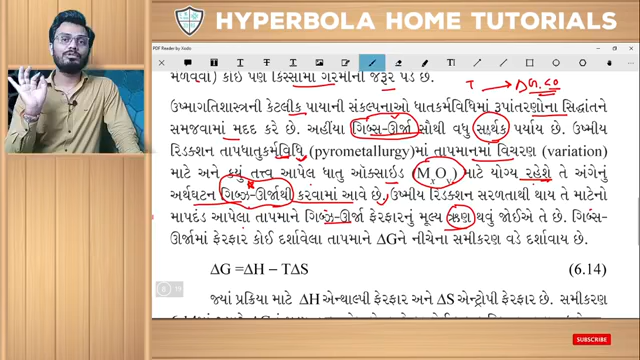 HYPERBOLA HOME TUTORIALS
PDF Reader by Xodo
મળવવા) કોઈ પણ કિસ્સામાં ગરમીની જરૂર પડે છે.
T → ΔG < 0
ઉષ્માગતિશાસ્ત્રની કેટલીક પાયાની સંકલ્પનાઓ ધાતુકર્મવિધિમાં રૂપાંતરણોના સિદ્ધાંતને
સમજવામાં મદદ કરે છે. અહીંયા ગિબ્સ-ઊર્જા સૌથી વધુ સાર્થક પર્યાય છે. ઉષ્મીય
રિડક્શન તાપધાતુકર્મવિધિ (pyrometallurgy)માં તાપમાનમાં વિચરણ (variation)
માટે અને કયું તત્ત્વ આપેલ ધાતુ ઑક્સાઇડ (MxOy) માટે યોગ્ય રહેશે તે અંગેનું
અર્થઘટન ગિબ્ઝ-ઊર્જાથી કરવામાં આવે છે. ઉષ્મીય રિડક્શન સરળતાથી થાય તે માટેનો
માપદંડ આપેલા તાપમાને ગિબ્ઝ-ઊર્જા ફેરફારનું મૂલ્ય ઋણ થવું જોઈએ તે છે. ગિબ્સ-
ઊર્જામાં ફેરફાર કોઈ દર્શાવેલા તાપમાને ΔGને નીચેના સમીકરણ વડે દર્શાવાય છે.
ΔG =ΔH – TΔS (6.14)
જ્યાં પ્રક્રિયા માટે ΔH એન્થાલ્પી ફેરફાર અને ΔS એન્ટ્રોપી ફેરફાર છે. સમીકરણ